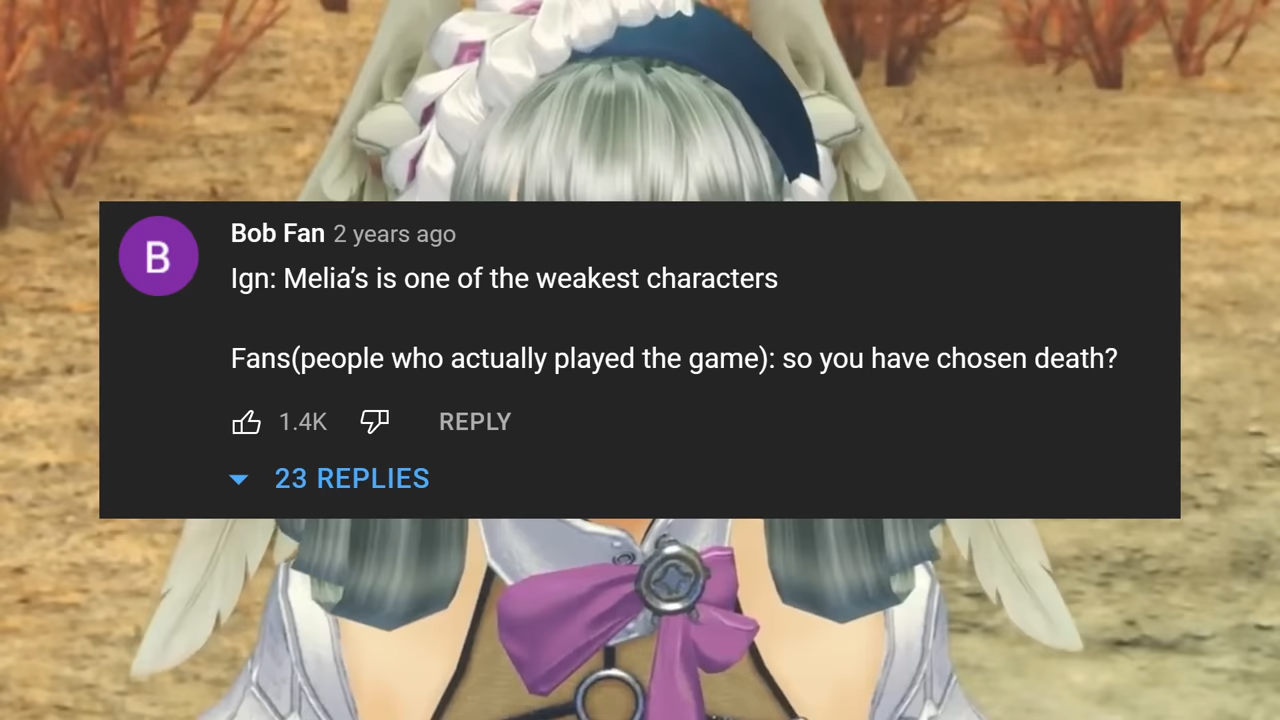 B
Bob Fan 2 years ago
Ign: Melia’s is one of the weakest characters
Fans(people who actually played the game): so you have chosen death?
1.4K REPLY
23 REPLIES